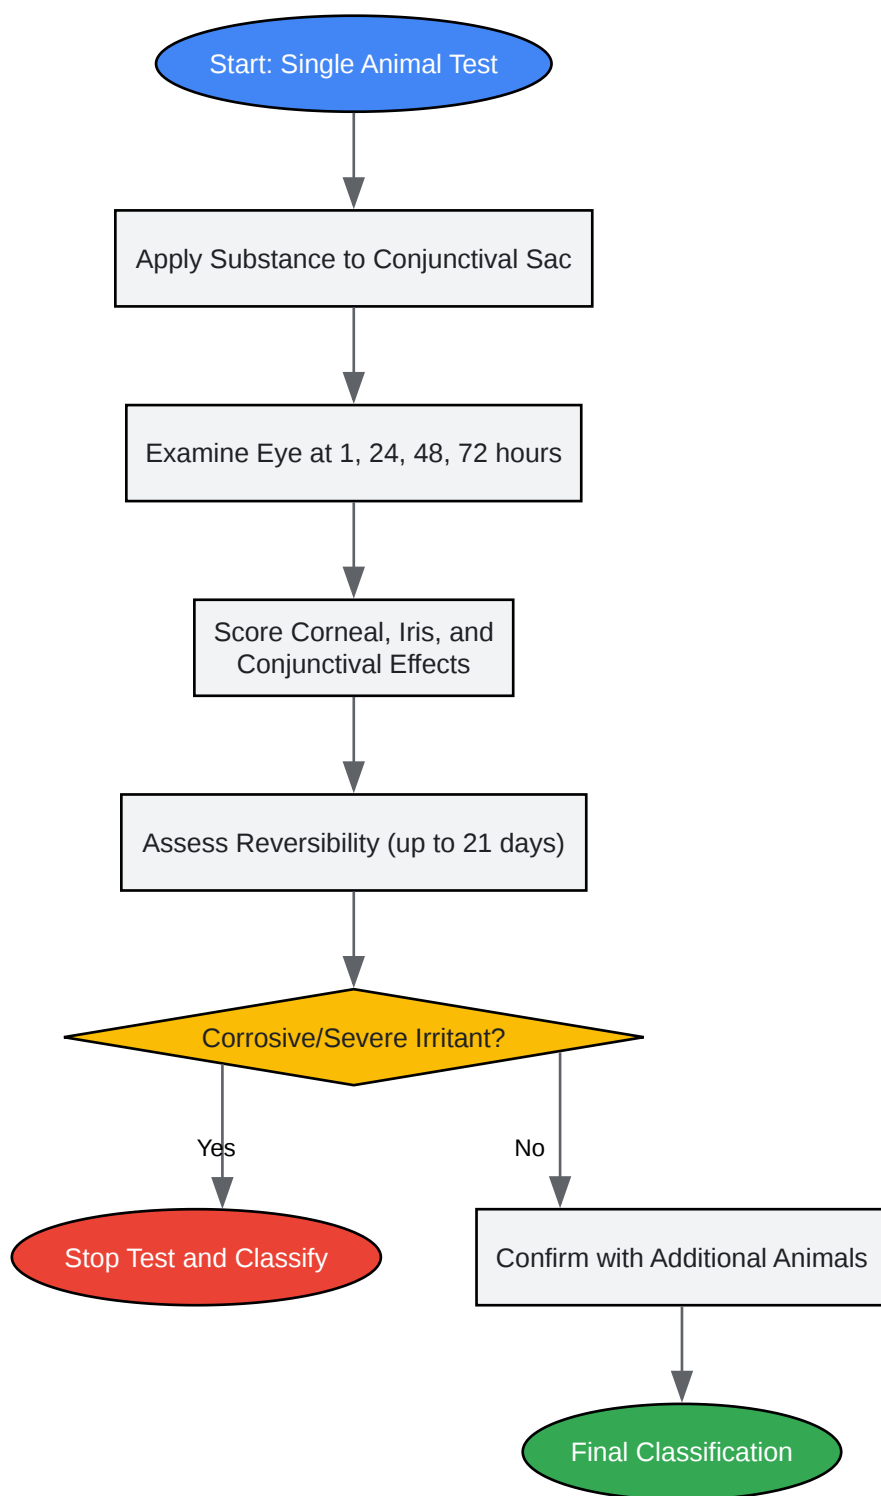 Start: Single Animal Test
Apply Substance to Conjunctival Sac
Examine Eye at 1, 24, 48, 72 hours
Score Corneal, Iris, and
Conjunctival Effects
Assess Reversibility (up to 21 days)
Corrosive/Severe Irritant?
Yes
No
Stop Test and Classify
Confirm with Additional Animals
Final Classification